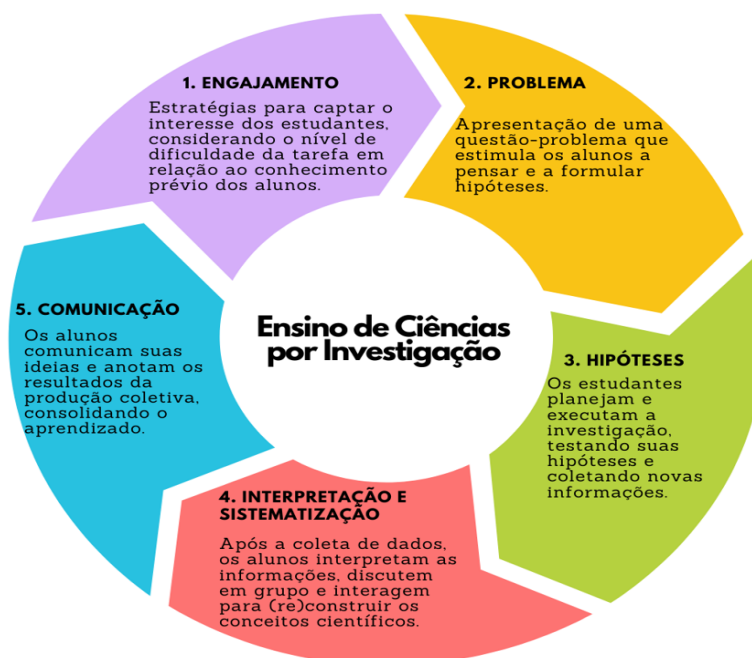 1. ENGAJAMENTO
Estratégias para captar o
interesse dos estudantes,
considerando o nível de
dificuldade da tarefa em
relação ao conhecimento
prévio dos alunos.
2. PROBLEMA
Apresentação de uma
questão-problema que
estimula os alunos a
pensar e a formular
hipóteses.
3. HIPÓTESES
Os estudantes
planejam e
executam a
investigação,
testando suas
hipóteses e
coletando novas
informações.
4. INTERPRETAÇÃO E
SISTEMATIZAÇÃO
Após a coleta de dados,
os alunos interpretam as
informações, discutem
em grupo e interagem
para (re)construir os
conceitos científicos.
5. COMUNICAÇÃO
Os alunos
comunicam suas
ideias e anotam os
resultados da
produção coletiva,
consolidando o
aprendizado.
Ensino de Ciências
por Investigação